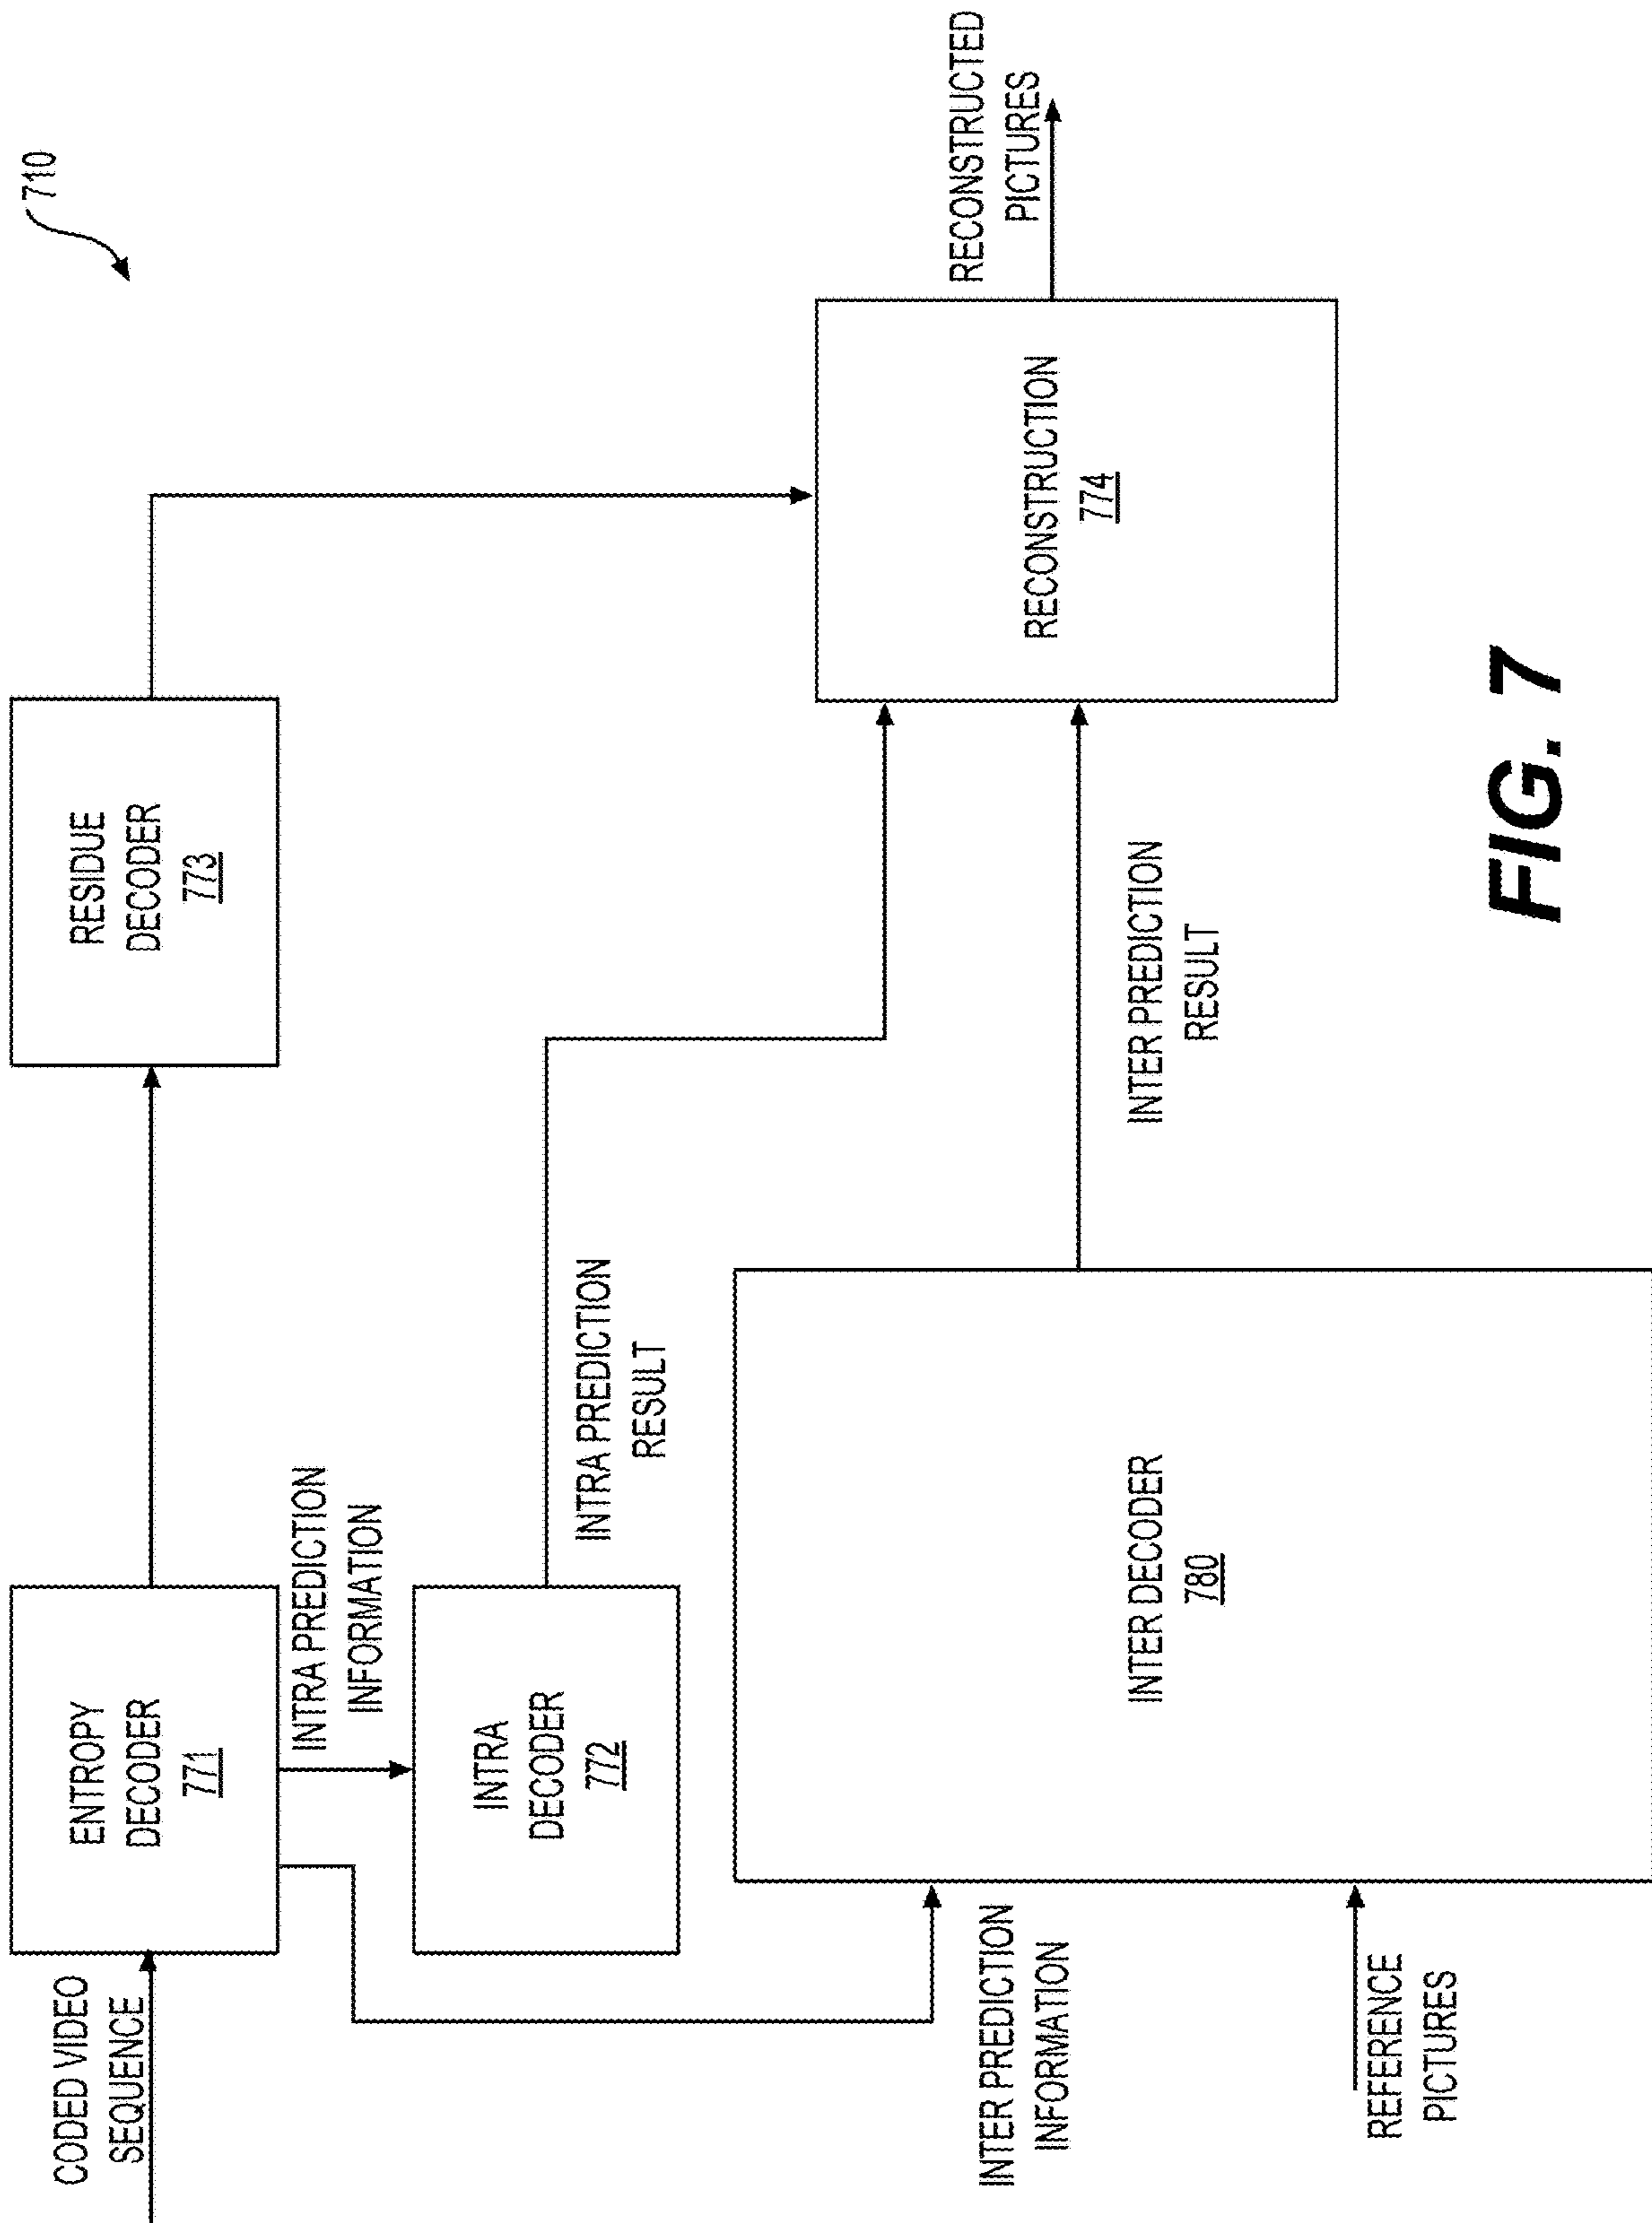 710
CODED VIDEO
SEQUENCE
ENTROPY
DECODER
771
RESIDUE
DECODER
773
INTRA PREDICTION
INFORMATION
INTRA
DECODER
772
INTRA PREDICTION
RESULT
INTER PREDICTION
INFORMATION
REFERENCE
PICTURES
INTER DECODER
780
INTER PREDICTION
RESULT
RECONSTRUCTION
774
RECONSTRUCTED
PICTURES
FIG. 7